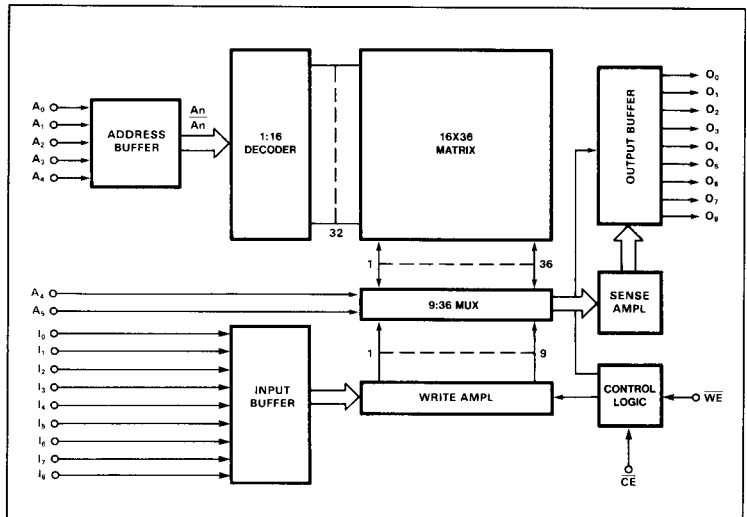 A₀
A₁
A₂
A₃
A₄
ADDRESS
BUFFER
An
An
1:16
DECODER
32
16X36
MATRIX
OUTPUT BUFFER
O₀
O₁
O₂
O₃
O₄
O₅
O₆
O₇
O₈
1
36
A₄
A₅
9:36 MUX
SENSE
AMPL
I₀
I₁
I₂
I₃
I₄
I₅
I₆
I₇
I₈
INPUT
BUFFER
1
9
WRITE AMPL
CONTROL
LOGIC
W̅E̅
C̅E̅